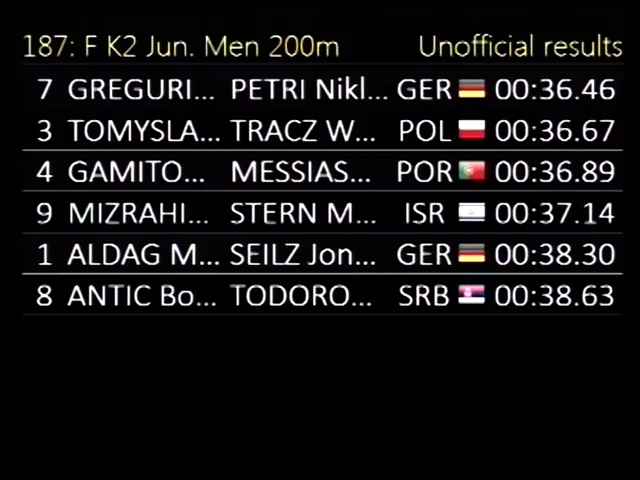 187: F K2 Jun. Men 200m Unofficial results
7 GREGURI... PETRI Nikl... GER 00:36.46
3 TOMYSLA... TRACZ W... POL 00:36.67
4 GAMITO... MESSIAS... POR 00:36.89
9 MIZRAHI... STERN M... ISR 00:37.14
1 ALDAG M... SEILZ Jon... GER 00:38.30
8 ANTIC Bo... TODORO... SRB 00:38.63